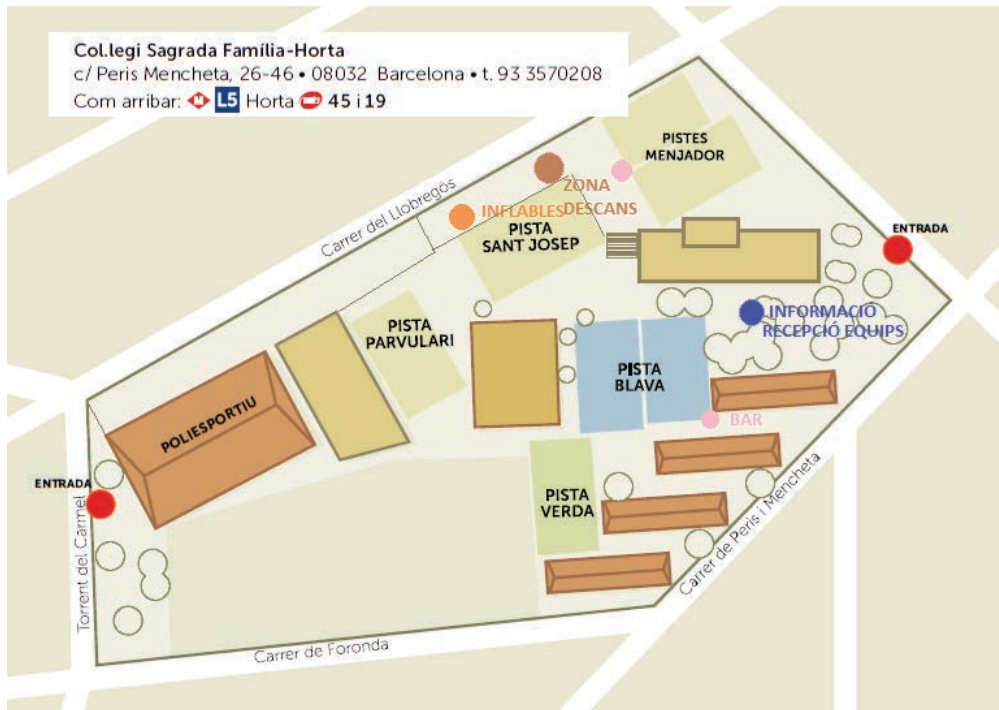 Col.legi Sagrada Família-Horta
c/ Peris Mencheta, 26-46 • 08032 Barcelona • t. 93 3570208
Com arribar: M L5 Horta 45 i 19
PISTES
MENJADOR
ZONA
DESCANS
INFLABLES
PISTA
SANT JOSEP
Carrer del Llobregós
ENTRADA
INFORMACIÓ
RECEPCIÓ EQUIPS
PISTA
PARVULARI
PISTA
BLAVA
POLIESPORTIU
BAR
ENTRADA
PISTA
VERDA
Torrent del Carmel
Carrer de Peris i Mencheta
Carrer de Foronda